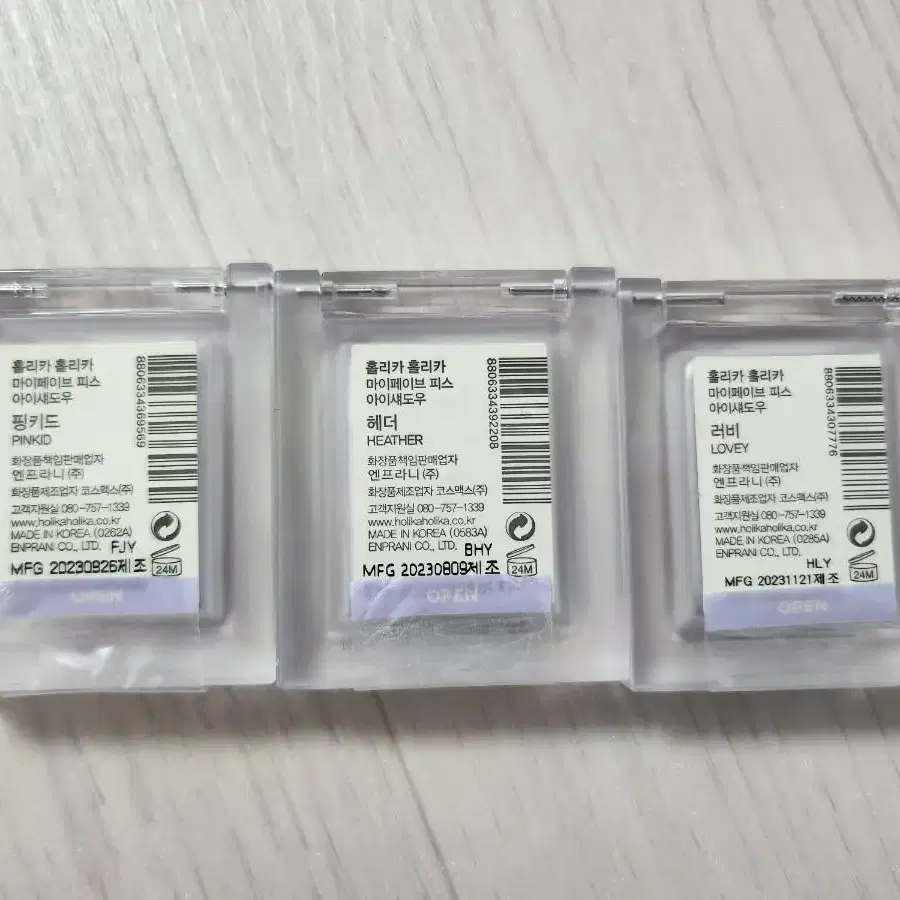 홀리카 홀리카
마이페이브 피스
아이섀도우
핑키드
PINKID
화장품책임판매업자
엔프라니 (주)
화장품제조업자 코스맥스(주)
고객지원실 080-757-1339
www.holikaholika.co.kr
MADE IN KOREA (0262A)
ENPRANI CO., LTD. FJY
MFG 20230826제조
24M
8806334369569
OPEN
홀리카 홀리카
마이페이브 피스
아이섀도우
헤더
HEATHER
화장품책임판매업자
엔프라니 (주)
화장품제조업자 코스맥스(주)
고객지원실 080-757-1339
www.holikaholika.co.kr
MADE IN KOREA (0583A)
ENPRANI CO., LTD. BHY
MFG 20230809제조
24M
8806334392208
OPEN
홀리카 홀리카
마이페이브 피스
아이섀도우
러비
LOVEY
화장품책임판매업자
엔프라니 (주)
화장품제조업자 코스맥스(주)
고객지원실 080-757-1339
www.holikaholika.co.kr
MADE IN KOREA (0285A)
ENPRANI CO., LTD. HLY
MFG 20231121제조
24M
8806334307776
OPEN